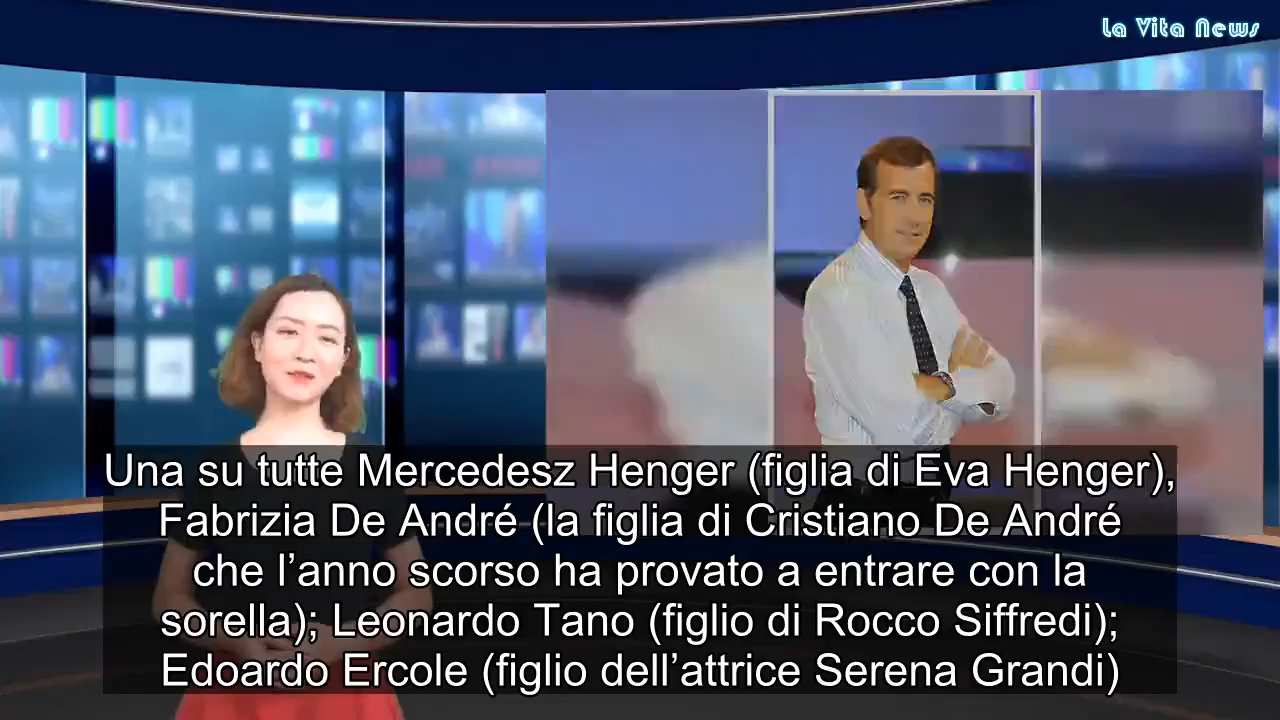 La Vita News
Una su tutte Mercedesz Henger (figlia di Eva Henger),
Fabrizia De André (la figlia di Cristiano De André
che l’anno scorso ha provato a entrare con la
sorella); Leonardo Tano (figlio di Rocco Siffredi);
Edoardo Ercole (figlio dell’attrice Serena Grandi)